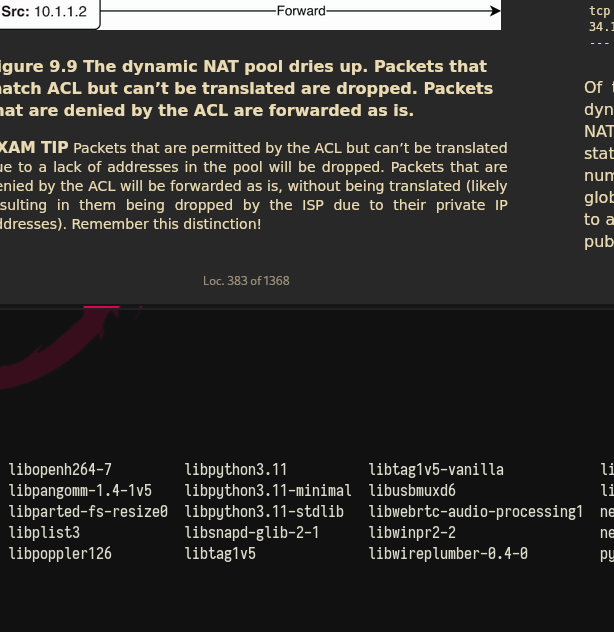 Src: 10.1.1.2
Forward
igure 9.9 The dynamic NAT pool dries up. Packets that
atch ACL but can’t be translated are dropped. Packets
hat are denied by the ACL are forwarded as is.
XAM TIP Packets that are permitted by the ACL but can’t be translated
ue to a lack of addresses in the pool will be dropped. Packets that are
enied by the ACL will be forwarded as is, without being translated (likely
sulting in them being dropped by the ISP due to their private IP
ddresses). Remember this distinction!
Loc. 383 of 1368
tcp
34.1
---
Of t
dyn
NAT
stat
num
glob
to a
pub
libopenh264-7 libpython3.11 libtag1v5-vanilla li
libpangomm-1.4-1v5 libpython3.11-minimal libusbmuxd6 li
libparted-fs-resize0 libpython3.11-stdlib libwebrtc-audio-processing1 ne
libplist3 libsnapd-glib-2-1 libwinpr2-2 ne
libpoppler126 libtag1v5 libwireplumber-0.4-0 py